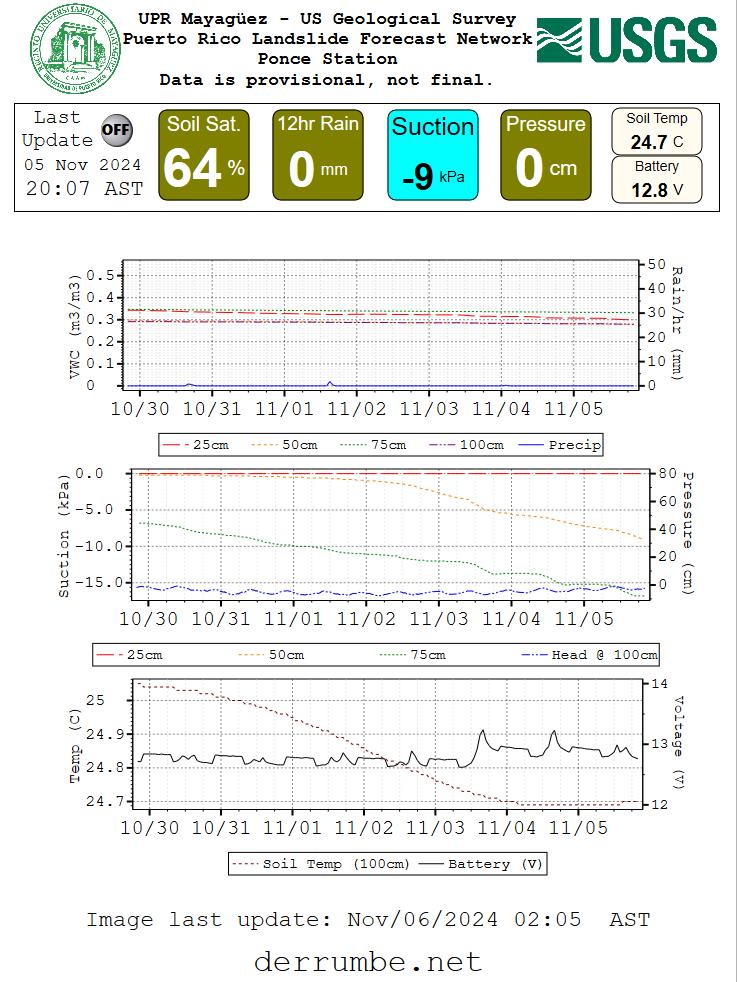 UPR Mayagüez - US Geological Survey
Puerto Rico Landslide Forecast Network
Ponce Station
Data is provisional, not final.
USGS
Last
Update
OFF
05 Nov 2024
20:07 AST
Soil Sat.
64 %
12hr Rain
0 mm
Suction
-9 kPa
Pressure
0 cm
Soil Temp
24.7 C
Battery
12.8 V
VWC (m3/m3)
0.5
0.4
0.3
0.2
0.1
0
50
40
30
20
10
0
Rain/hr (mm)
10/30 10/31 11/01 11/02 11/03 11/04 11/05
25cm 50cm 75cm 100cm Precip
Suction (kPa)
0.0
-5.0
-10.0
-15.0
80
60
40
20
0
Pressure (cm)
10/30 10/31 11/01 11/02 11/03 11/04 11/05
25cm 50cm 75cm Head @ 100cm
Temp (C)
25
24.9
24.8
24.7
14
13
12
Voltage (V)
10/30 10/31 11/01 11/02 11/03 11/04 11/05
Soil Temp (100cm) Battery (V)
Image last update: Nov/06/2024 02:05 AST
derrumbe.net